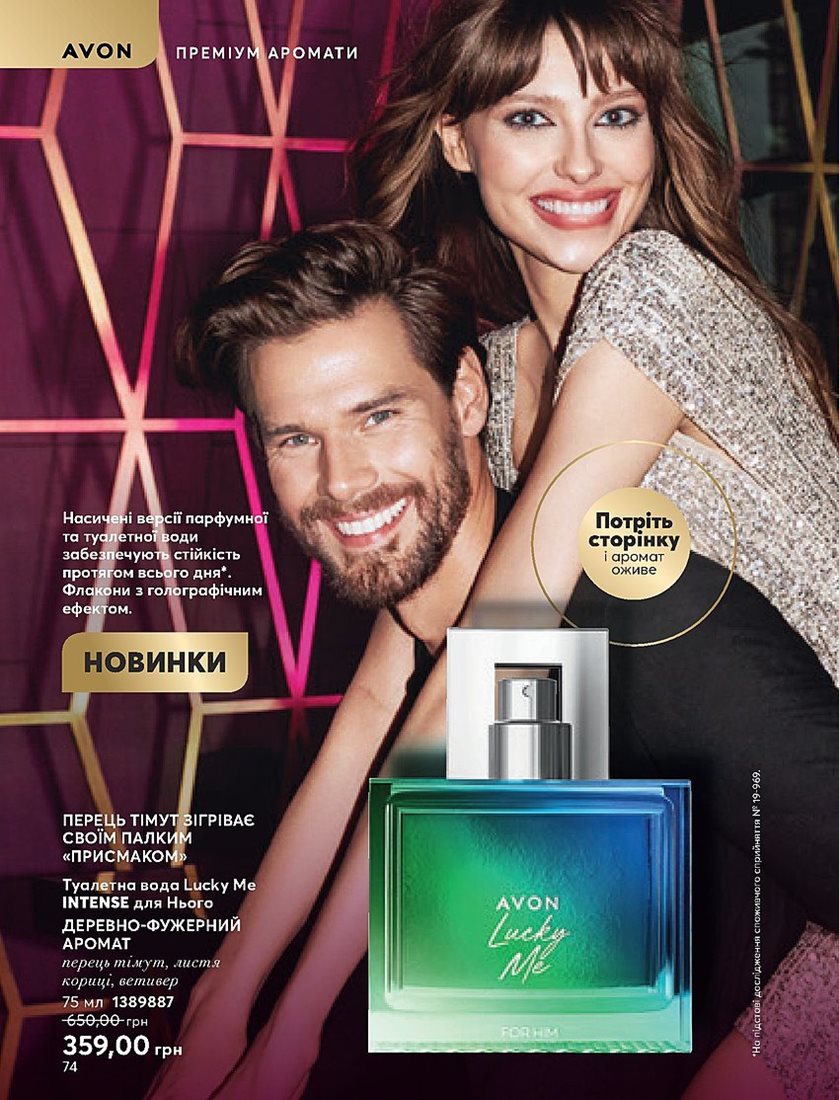 AVON
ПРЕМІУМ АРОМАТИ
Насичені версії парфумної
та туалетної води
забезпечують стійкість
протягом всього дня*.
Флакони з голографічним
ефектом.
Потріть
сторінку
і аромат
оживе
НОВИНКИ
ПЕРЕЦЬ ТІМУТ ЗІГРІВАЄ
СВОЇМ ПАЛКИМ
«ПРИСМАКОМ»
Туалетна вода Lucky Me
INTENSE для Нього
ДЕРЕВНО-ФУЖЕРНИЙ
АРОМАТ
перець тімут, листя
кориці, ветивер
75 мл 1389887
650,00 грн
359,00 грн
74
AVON
Lucky
Me
FOR HIM
*На підставі дослідження споживчого сприйняття № 19-969.